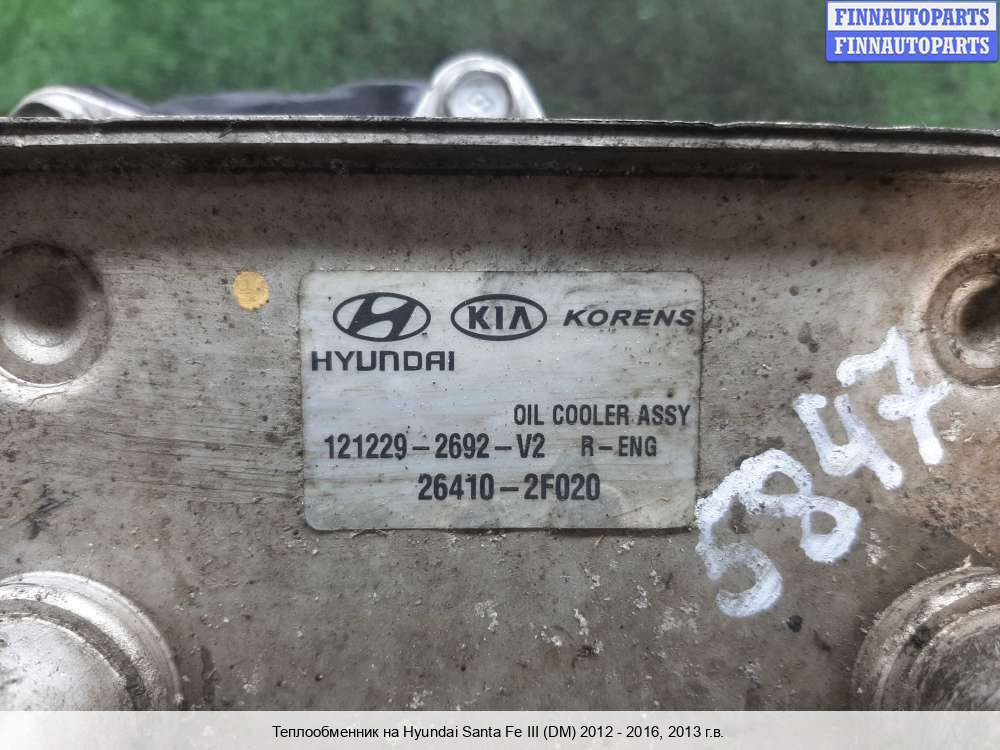 FINNAUTOPARTS
FINNAUTOPARTS
HYUNDAI KIA KORENS
OIL COOLER ASSY
121229-2692-V2 R-ENG
26410-2F020
5847
Теплообменник на Hyundai Santa Fe III (DM) 2012 - 2016, 2013 г.в.